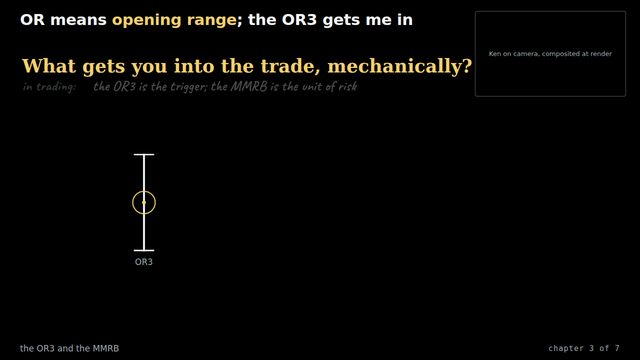 OR means opening range; the OR3 gets me in
Ken on camera, composited at render
What gets you into the trade, mechanically?
in trading: the OR3 is the trigger; the MMRB is the unit of risk
OR3
the OR3 and the MMRB
chapter 3 of 7